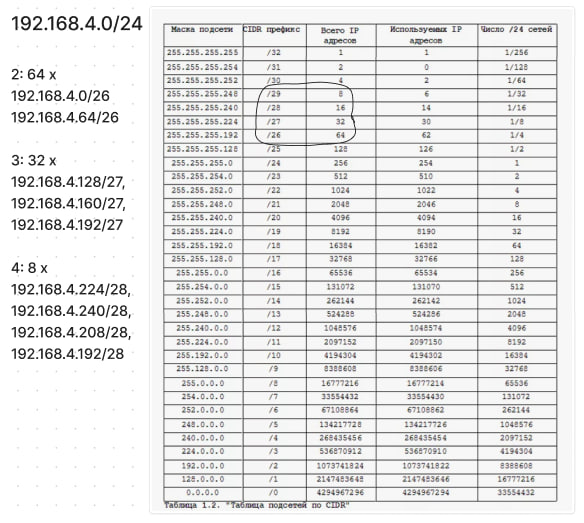 192.168.4.0/24
2: 64 x
192.168.4.0/26
192.168.4.64/26
3: 32 x
192.168.4.128/27,
192.168.4.160/27,
192.168.4.192/27
4: 8 x
192.168.4.224/28,
192.168.4.240/28,
192.168.4.208/28,
192.168.4.192/28
Маска подсети CIDR префикс Всего IP адресов Используемых IP адресов Число /24 сетей
255.255.255.255 /32 1 1 1/256
255.255.255.254 /31 2 0 1/128
255.255.255.252 /30 4 2 1/64
255.255.255.248 /29 8 6 1/32
255.255.255.240 /28 16 14 1/16
255.255.255.224 /27 32 30 1/8
255.255.255.192 /26 64 62 1/4
255.255.255.128 /25 128 126 1/2
255.255.255.0 /24 256 254 1
255.255.254.0 /23 512 510 2
255.255.252.0 /22 1024 1022 4
255.255.248.0 /21 2048 2046 8
255.255.240.0 /20 4096 4094 16
255.255.224.0 /19 8192 8190 32
255.255.192.0 /18 16384 16382 64
255.255.128.0 /17 32768 32766 128
255.255.0.0 /16 65536 65534 256
255.254.0.0 /15 131072 131070 512
255.252.0.0 /14 262144 262142 1024
255.248.0.0 /13 524288 524286 2048
255.240.0.0 /12 1048576 1048574 4096
255.224.0.0 /11 2097152 2097150 8192
255.192.0.0 /10 4194304 4194302 16384
255.128.0.0 /9 8388608 8388606 32768
255.0.0.0 /8 16777216 16777214 65536
254.0.0.0 /7 33554432 33554430 131072
252.0.0.0 /6 67108864 67108862 262144
248.0.0.0 /5 134217728 134217726 1048576
240.0.0.0 /4 268435456 268435454 2097152
224.0.0.0 /3 536870912 536870910 4194304
192.0.0.0 /2 1073741824 1073741822 8388608
128.0.0.0 /1 2147483648 2147483646 16777216
0.0.0.0 /0 4294967296 4294967294 33554432
Таблица 1.2. "Таблица подсетей по CIDR"